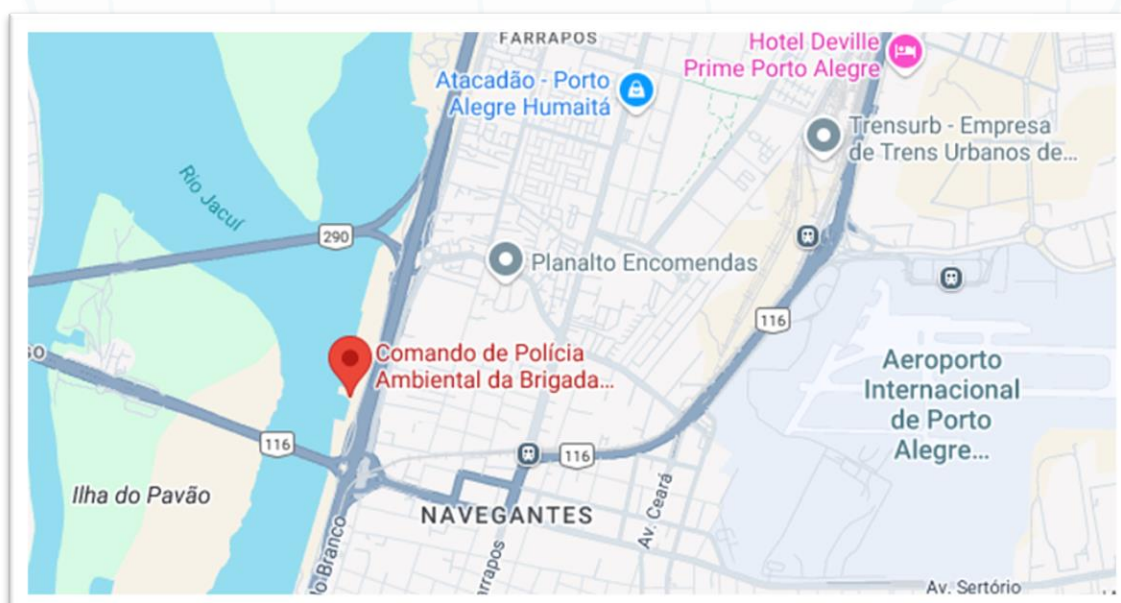 FARRAPOS
Hotel Deville
Prime Porto Alegre
Atacadão - Porto
Alegre Humaitá
Trensurb - Empresa
de Trens Urbanos de...
Rio Jacuí
290
Planalto Encomendas
116
Comando de Polícia
Ambiental da Brigada...
Aeroporto
Internacional
de Porto
Alegre...
116
116
Ilha do Pavão
NAVEGANTES
Av. Ceará
Branco
Av. Sertório